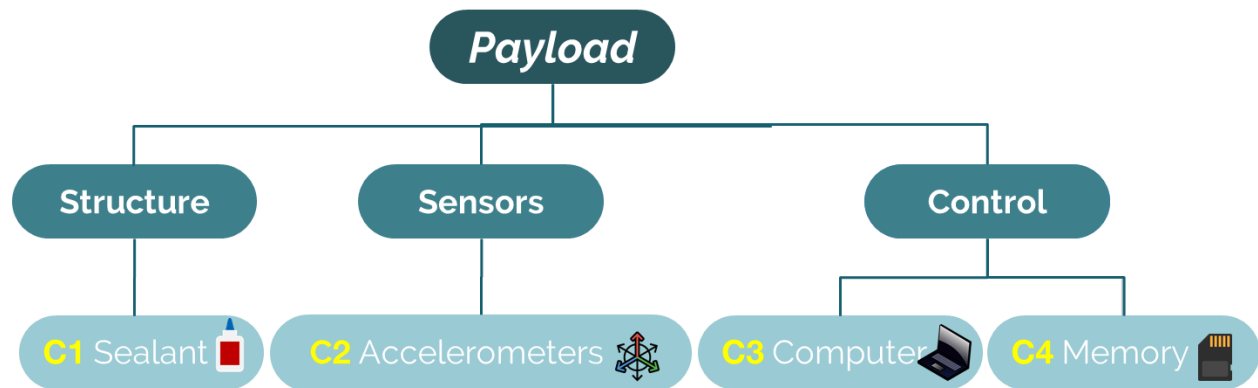 Payload
Structure
Sensors
Control
C1 Sealant
C2 Accelerometers
C3 Computer
C4 Memory